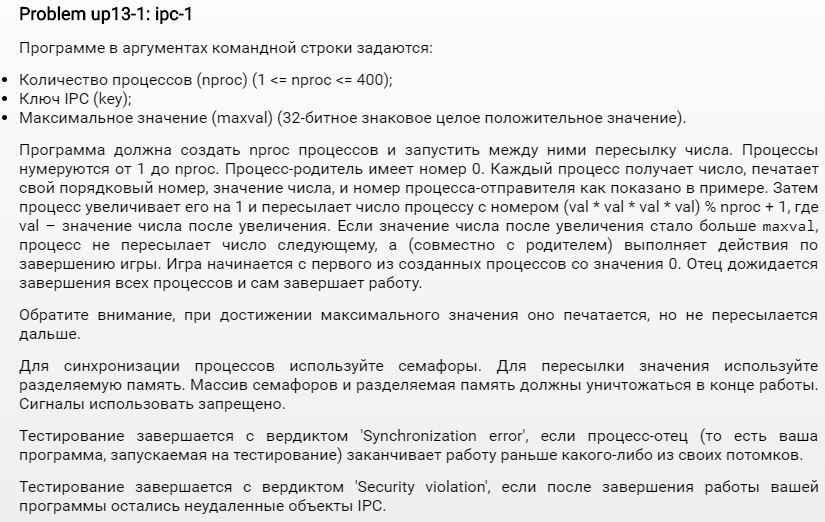 Problem up13-1: ipc-1
Программе в аргументах командной строки задаются:
Количество процессов (nproc) (1 <= nproc <= 400);
Ключ IPC (key);
Максимальное значение (maxval) (32-битное знаковое целое положительное значение).
Программа должна создать nproc процессов и запустить между ними пересылку числа. Процессы
нумеруются от 1 до nproc. Процесс-родитель имеет номер 0. Каждый процесс получает число, печатает
свой порядковый номер, значение числа, и номер процесса-отправителя как показано в примере. Затем
процесс увеличивает его на 1 и пересылает число процессу с номером (val * val * val * val) % nproc + 1, где
val – значение числа после увеличения. Если значение числа после увеличения стало больше maxval,
процесс не пересылает число следующему, а (совместно с родителем) выполняет действия по
завершению игры. Игра начинается с первого из созданных процессов со значения 0. Отец дожидается
завершения всех процессов и сам завершает работу.
Обратите внимание, при достижении максимального значения оно печатается, но не пересылается
дальше.
Для синхронизации процессов используйте семафоры. Для пересылки значения используйте
разделяемую память. Массив семафоров и разделяемая память должны уничтожаться в конце работы.
Сигналы использовать запрещено.
Тестирование завершается с вердиктом 'Synchronization error', если процесс-отец (то есть ваша
программа, запускаемая на тестирование) заканчивает работу раньше какого-либо из своих потомков.
Тестирование завершается с вердиктом 'Security violation', если после завершения работы вашей
программы остались неудаленные объекты IPC.